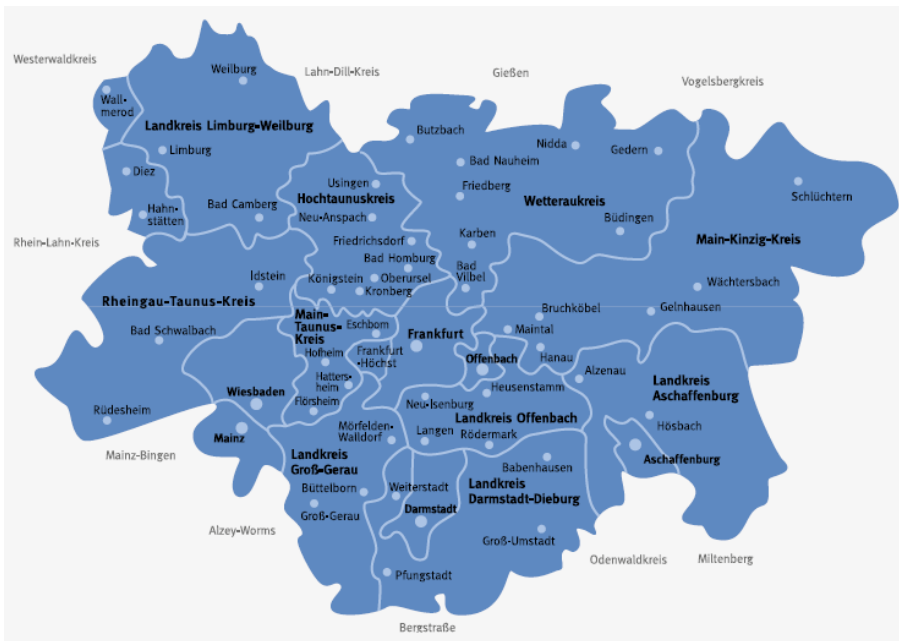 Westerwaldkreis
Lahn-Dill-Kreis
Gießen
Vogelsbergkreis
Weilburg
Wall-
merod
Landkreis Limburg-Weilburg
Limburg
Diez
Hahn-
stätten
Bad Camberg
Rhein-Lahn-Kreis
Butzbach
Nidda
Gedern
Bad Nauheim
Usingen
Hochtaunuskreis
Friedberg
Wetteraukreis
Schlüchtern
Neu-Anspach
Büdingen
Friedrichsdorf
Karben
Main-Kinzig-Kreis
Bad Homburg
Bad
Vilbel
Idstein
Königstein
Oberursel
Kronberg
Wächtersbach
Rheingau-Taunus-Kreis
Gelnhausen
Bruchköbel
Main-
Taunus-
Kreis
Eschborn
Frankfurt
Maintal
Bad Schwalbach
Hofheim
Frankfurt
-Höchst
Offenbach
Hanau
Alzenau
Hatters-
heim
Heusenstamm
Landkreis
Aschaffenburg
Wiesbaden
Flörsheim
Neu-Isenburg
Rüdesheim
Landkreis Offenbach
Hösbach
Mainz
Mörfelden-
Walldorf
Langen
Rödermark
Aschaffenburg
Mainz-Bingen
Landkreis
Groß-Gerau
Babenhausen
Büttelborn
Weiterstadt
Landkreis
Darmstadt-Dieburg
Groß-Gerau
Darmstadt
Alzey-Worms
Groß-Umstadt
Odenwaldkreis
Miltenberg
Pfungstadt
Bergstraße